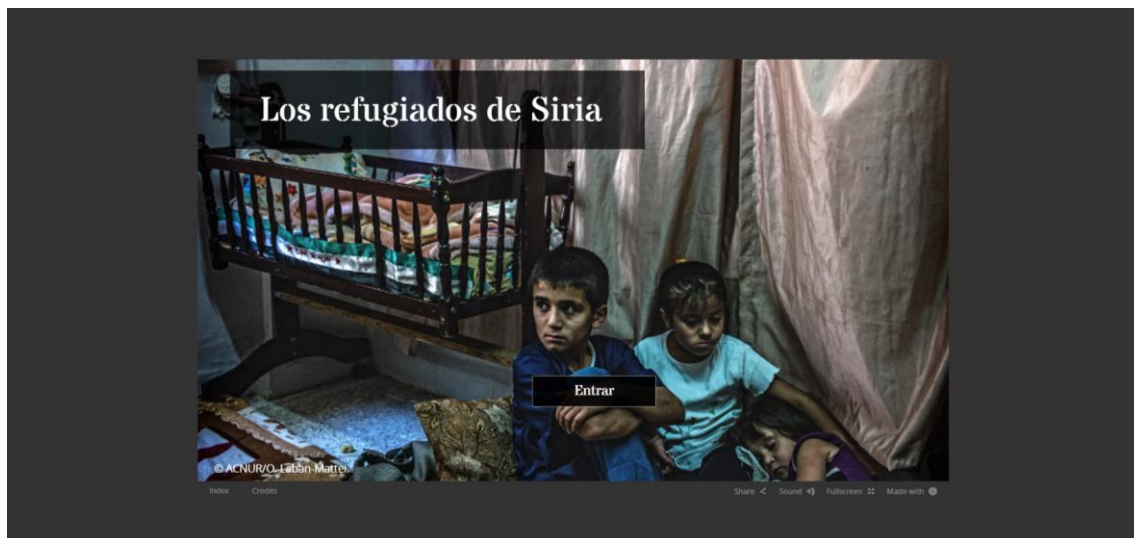 Los refugiados de Siria
Entrar
© ACNUR/O. Laban-Mattei.
Index Credits Share Sound Fullscreen Made with